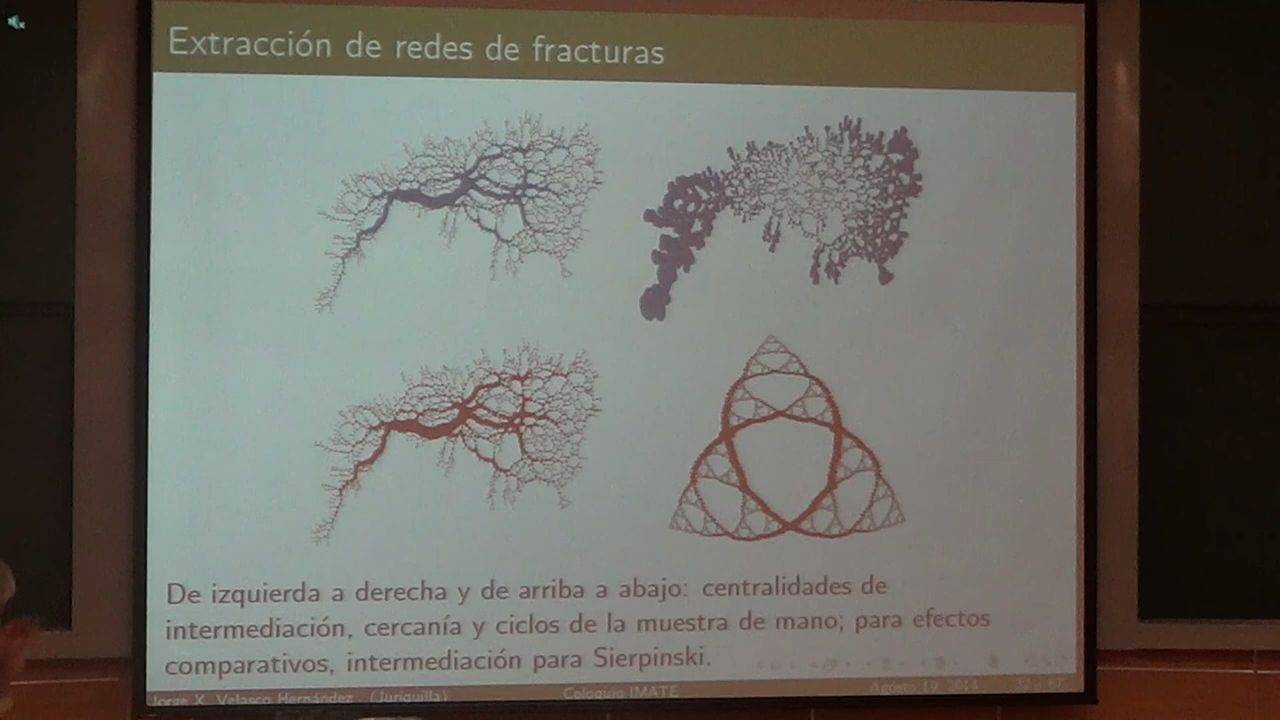 Extracción de redes de fracturas
De izquierda a derecha y de arriba a abajo: centralidades de
intermediación, cercanía y ciclos de la muestra de mano; para efectos
comparativos, intermediación para Sierpinski.
Jorge X. Velasco Hernández (Juriquilla) Coloquio IMATE Agosto 19, 2014